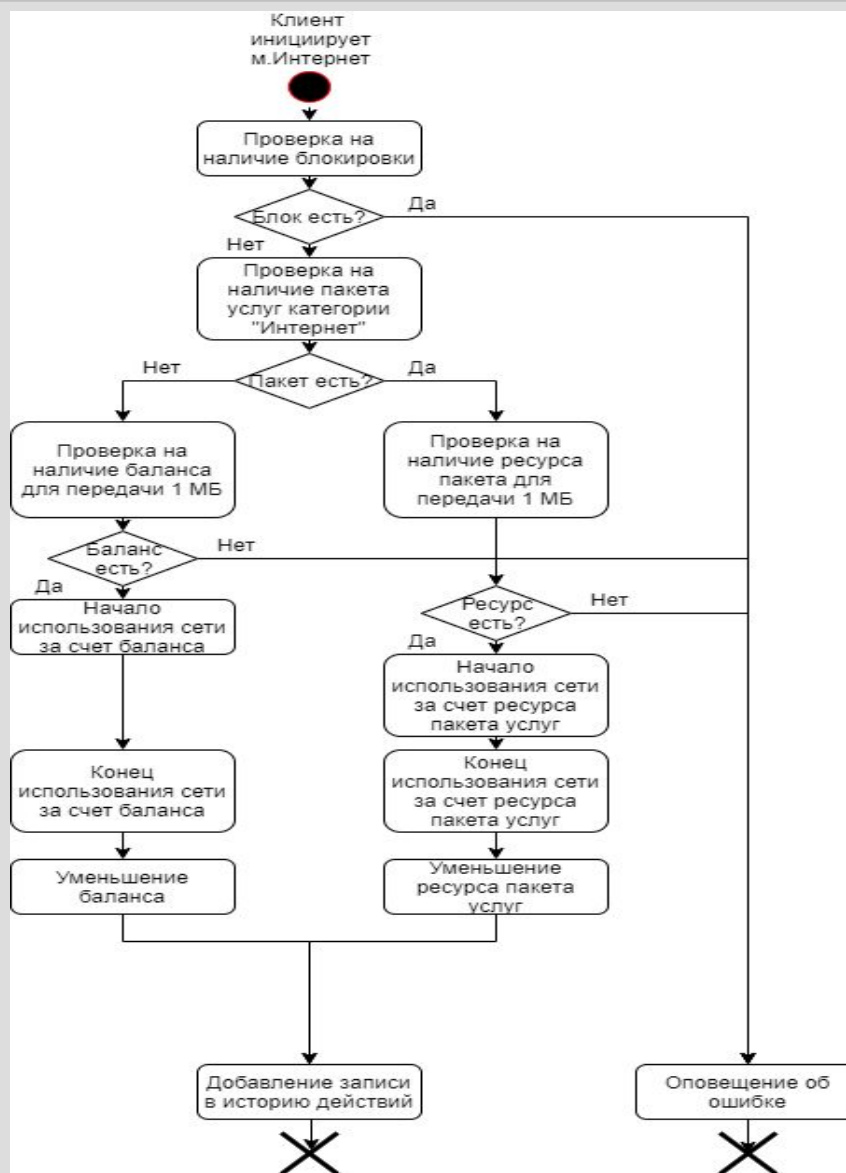 Клиент
инициирует
м.Интернет
Проверка на
наличие блокировки
Блок есть?
Да
Нет
Проверка на
наличие пакета
услуг категории
"Интернет"
Нет
Пакет есть?
Да
Проверка на
наличие баланса
для передачи 1 МБ
Проверка на
наличие ресурса
пакета для
передачи 1 МБ
Баланс
есть?
Нет
Да
Начало
использования сети
за счет баланса
Ресурс
есть?
Нет
Да
Начало
использования сети
за счет ресурса
пакета услуг
Конец
использования сети
за счет баланса
Конец
использования сети
за счет ресурса
пакета услуг
Уменьшение
баланса
Уменьшение
ресурса пакета
услуг
Добавление записи
в историю действий
Оповещение об
ошибке